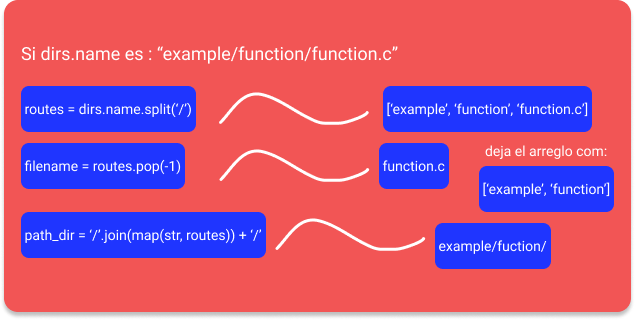 Si dirs.name es : “example/function/function.c”
routes = dirs.name.split(‘/’)
[‘example’, ‘function’, ‘function.c’]
filename = routes.pop(-1)
function.c
deja el arreglo com:
[‘example’, ‘function’]
path_dir = ‘/’.join(map(str, routes)) + ‘/’
example/fuction/